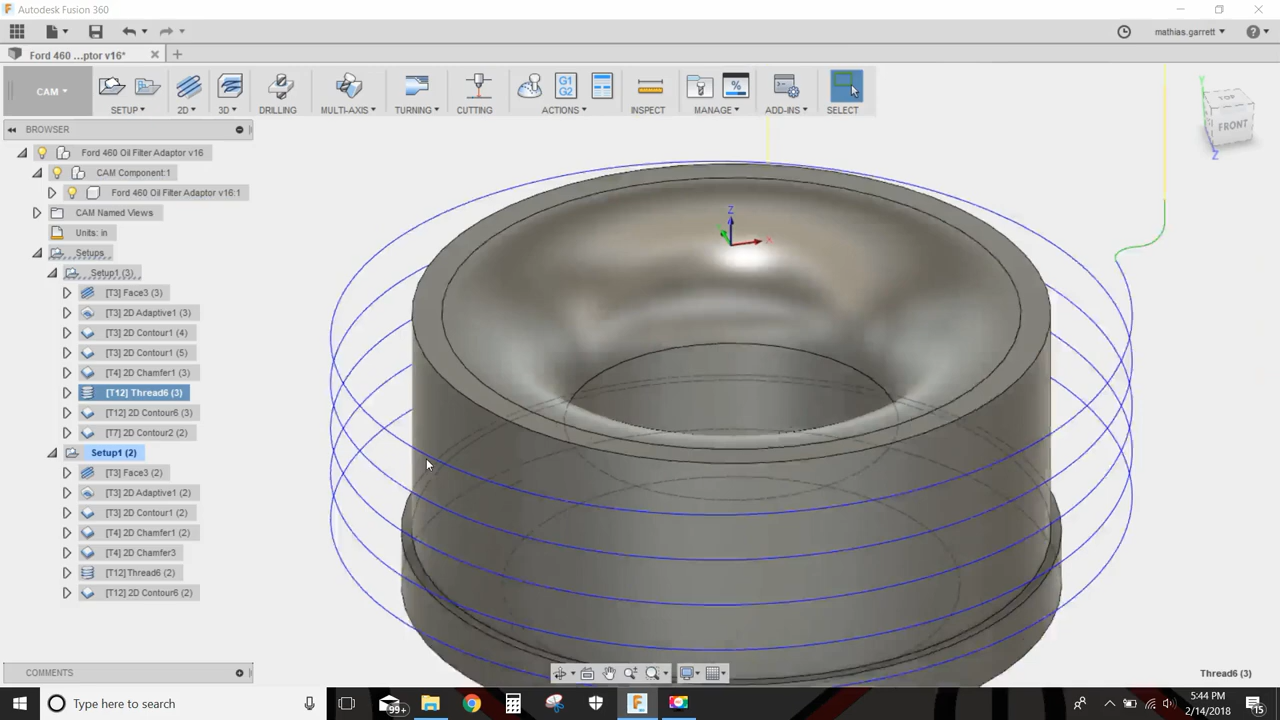 Autodesk Fusion 360
mathias.garrett
Ford 460 ...ptor v16*
CAM
SETUP
2D
3D
DRILLING
MULTI-AXIS
TURNING
CUTTING
G1
G2
ACTIONS
INSPECT
MANAGE
ADD-INS
SELECT
BROWSER
Ford 460 Oil Filter Adaptor v16
CAM Component:1
Ford 460 Oil Filter Adaptor v16:1
CAM Named Views
Units: in
Setups
Setup1 (3)
[T3] Face3 (3)
[T3] 2D Adaptive1 (3)
[T3] 2D Contour1 (4)
[T3] 2D Contour1 (5)
[T4] 2D Chamfer1 (3)
[T12] Thread6 (3)
[T12] 2D Contour6 (3)
[T7] 2D Contour2 (2)
Setup1 (2)
[T3] Face3 (2)
[T3] 2D Adaptive1 (2)
[T3] 2D Contour1 (2)
[T4] 2D Chamfer1 (2)
[T4] 2D Chamfer3
[T12] Thread6 (2)
[T12] 2D Contour6 (2)
Z
X
Y
TOP
FRONT
Z
COMMENTS
Thread6 (3)
Type here to search
99+
F
5:44 PM
2/14/2018
15